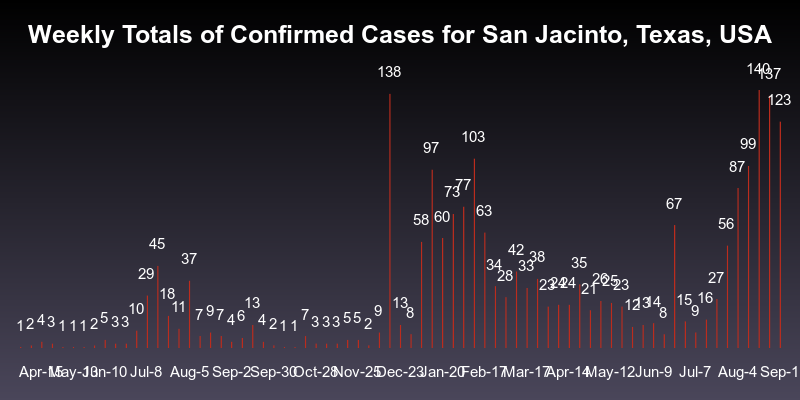 Weekly Totals of Confirmed Cases for San Jacinto, Texas, USA
1 2 4 3 1 1 1 2 5 3 3 10 29 45 18 11 37 7 9 7 4 6 13 4 2 1 1 7 3 3 3 5 5 2 9 138 13 8 58 97 60 73 77 103 63 34 28 42 33 38 23 24 24 35 21 26 25 23 12 13 14 8 67 15 9 16 27 56 87 99 140 137 123
Apr-15 May-13 Jun-10 Jul-8 Aug-5 Sep-2 Sep-30 Oct-28 Nov-25 Dec-23 Jan-20 Feb-17 Mar-17 Apr-14 May-12 Jun-9 Jul-7 Aug-4 Sep-1